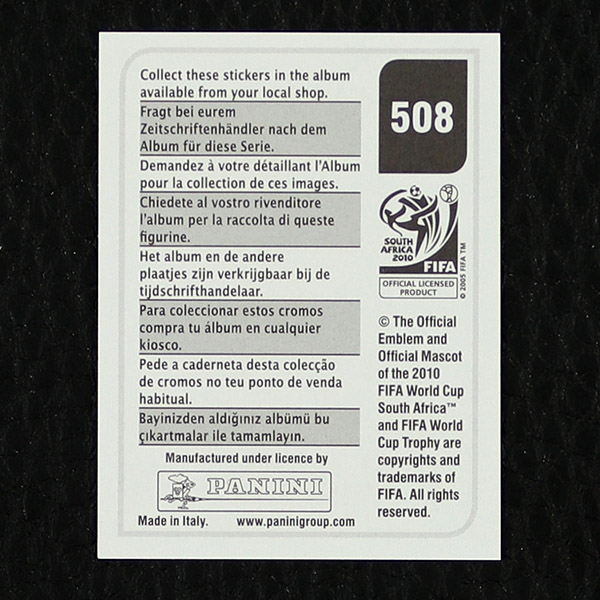 Collect these stickers in the album
available from your local shop.
Fragt bei eurem
Zeitschriftenhändler nach dem
Album für diese Serie.
Demandez à votre détaillant l'Album
pour la collection de ces images.
Chiedete al vostro rivenditore
l'album per la raccolta di queste
figurine.
Het album en de andere
plaatjes zijn verkrijgbaar bij de
tijdschrifthandelaar.
Para coleccionar estos cromos
compra tu álbum en cualquier
kiosco.
Pede a caderneta desta colecção
de cromos no teu ponto de venda
habitual.
Bayinizden aldığınız albümü bu
çıkartmalar ile tamamlayın.
Manufactured under licence by
PANINI
Made in Italy. www.paninigroup.com
508
SOUTH
AFRICA
2010
FIFA
OFFICIAL LICENSED
PRODUCT
© 2005 FIFA TM
© The Official
Emblem and
Official Mascot
of the 2010
FIFA World Cup
South Africa™
and FIFA World
Cup Trophy are
copyrights and
trademarks of
FIFA. All rights
reserved.